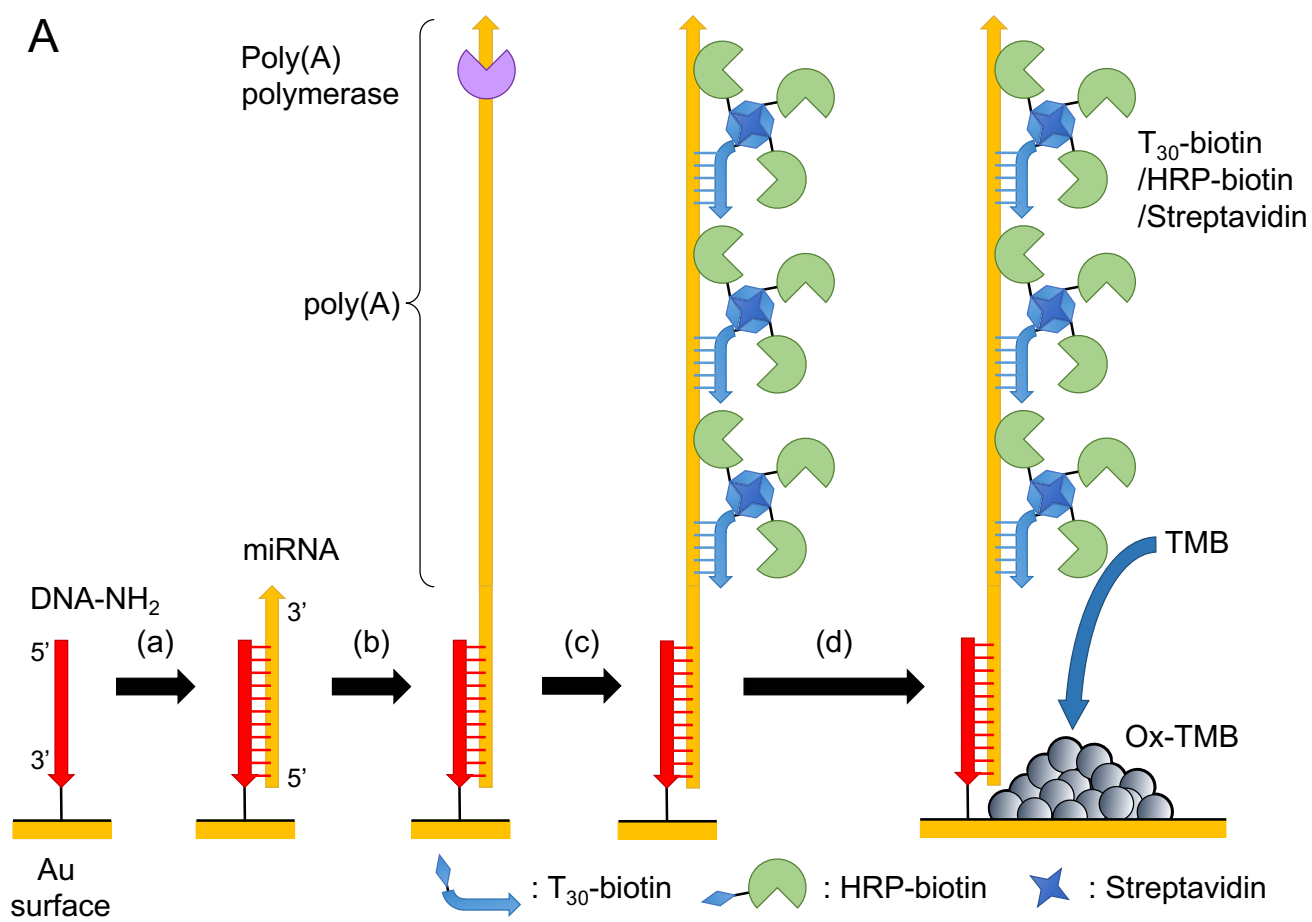 A
Poly(A)
polymerase
poly(A)
T₃₀-biotin
/HRP-biotin
/Streptavidin
miRNA
TMB
DNA-NH₂
5’
(a)
3’
(b)
(c)
(d)
3’
5’
Ox-TMB
Au
surface
: T₃₀-biotin
: HRP-biotin
: Streptavidin